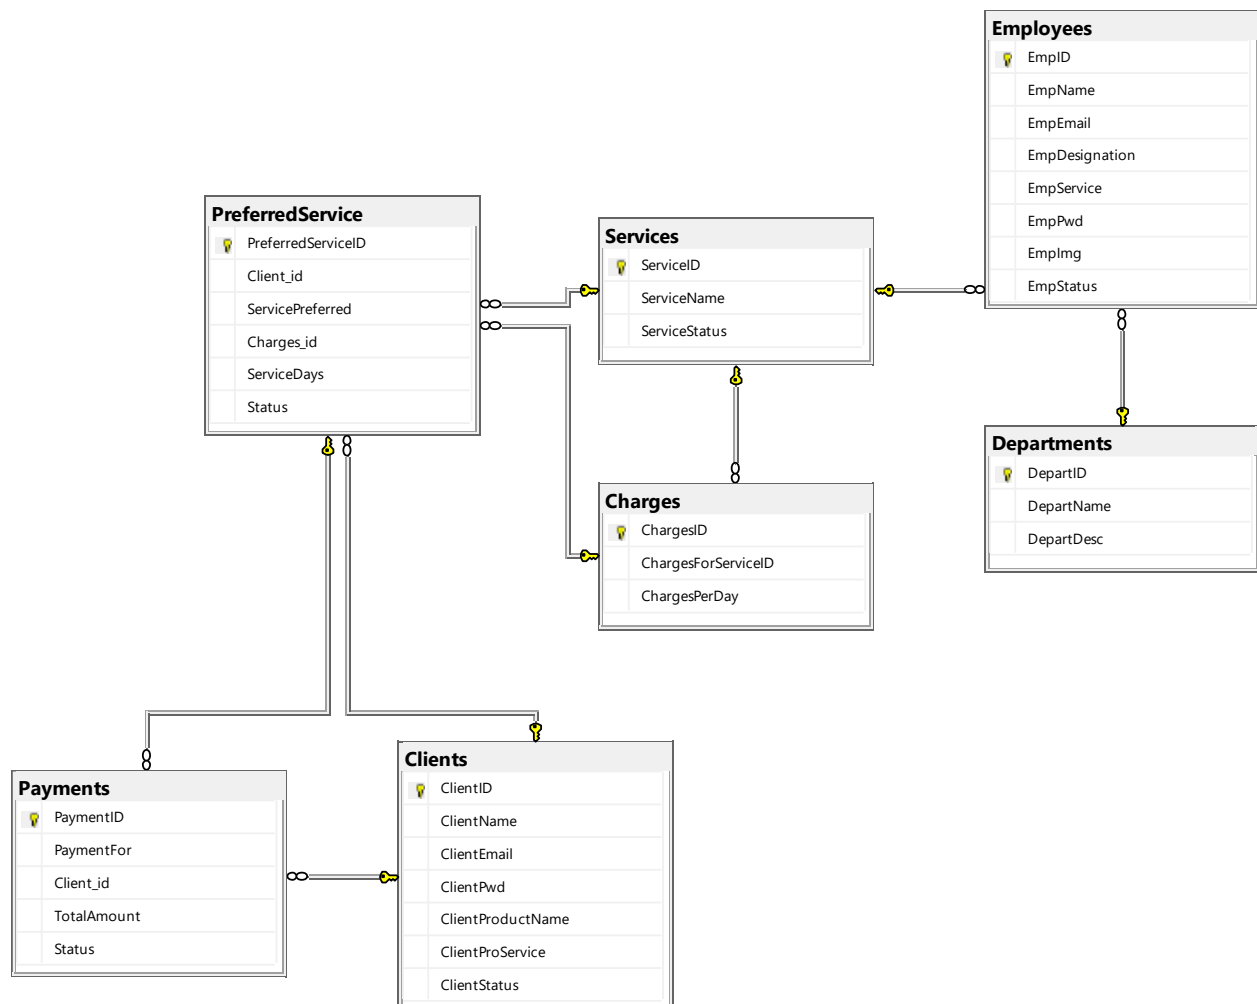 Employees
EmpID
EmpName
EmpEmail
EmpDesignation
EmpService
EmpPwd
EmpImg
EmpStatus
PreferredService
PreferredServiceID
Client_id
ServicePreferred
Charges_id
ServiceDays
Status
Services
ServiceID
ServiceName
ServiceStatus
Departments
DepartID
DepartName
DepartDesc
Charges
ChargesID
ChargesForServiceID
ChargesPerDay
Payments
PaymentID
PaymentFor
Client_id
TotalAmount
Status
Clients
ClientID
ClientName
ClientEmail
ClientPwd
ClientProductName
ClientProService
ClientStatus